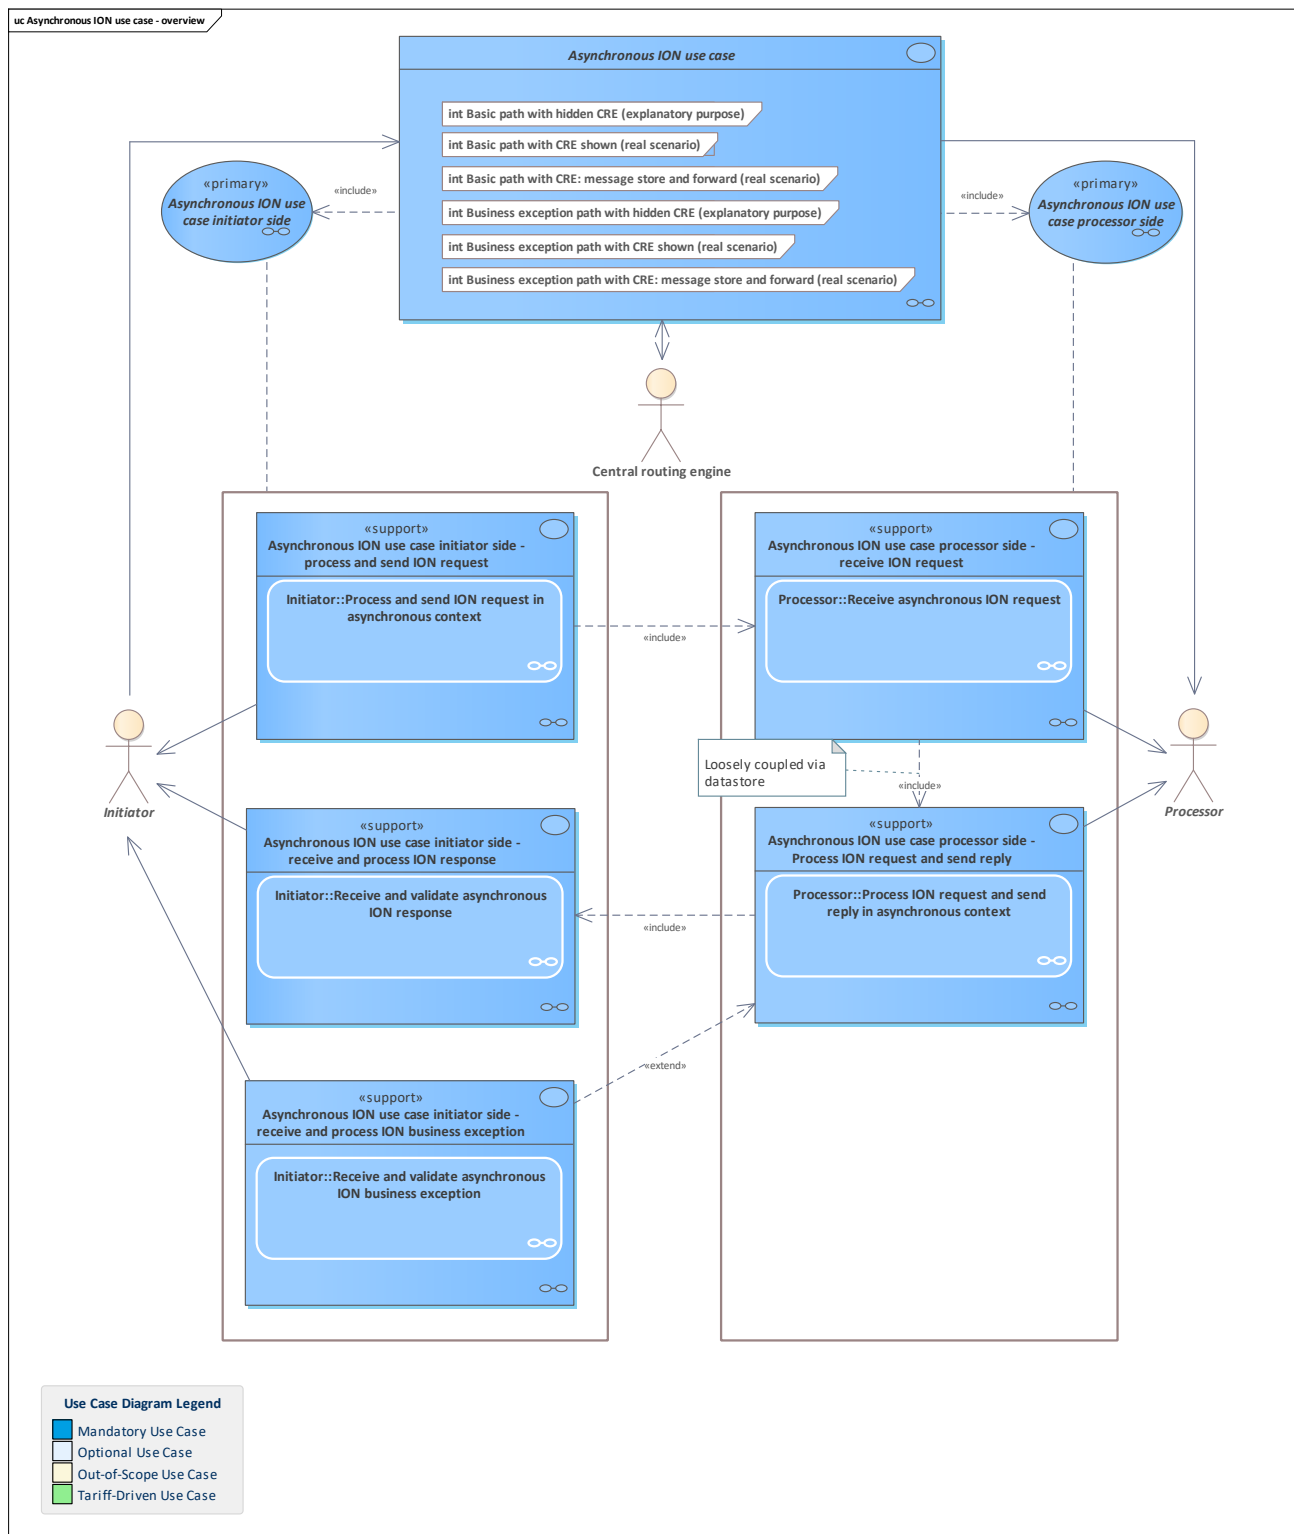 uc Asynchronous ION use case - overview
Asynchronous ION use case
int Basic path with hidden CRE (explanatory purpose)
int Basic path with CRE shown (real scenario)
int Basic path with CRE: message store and forward (real scenario)
int Business exception path with hidden CRE (explanatory purpose)
int Business exception path with CRE shown (real scenario)
int Business exception path with CRE: message store and forward (real scenario)
«primary»
Asynchronous ION use
case initiator side
«include»
«include»
«primary»
Asynchronous ION use
case processor side
Central routing engine
«support»
Asynchronous ION use case initiator side -
process and send ION request
Initiator::Process and send ION request in
asynchronous context
«include»
«support»
Asynchronous ION use case processor side -
receive ION request
Processor::Receive asynchronous ION request
Initiator
Loosely coupled via
datastore
«include»
Processor
«support»
Asynchronous ION use case initiator side -
receive and process ION response
Initiator::Receive and validate asynchronous
ION response
«include»
«support»
Asynchronous ION use case processor side -
Process ION request and send reply
Processor::Process ION request and send
reply in asynchronous context
«extend»
«support»
Asynchronous ION use case initiator side -
receive and process ION business exception
Initiator::Receive and validate asynchronous
ION business exception
Use Case Diagram Legend
Mandatory Use Case
Optional Use Case
Out-of-Scope Use Case
Tariff-Driven Use Case